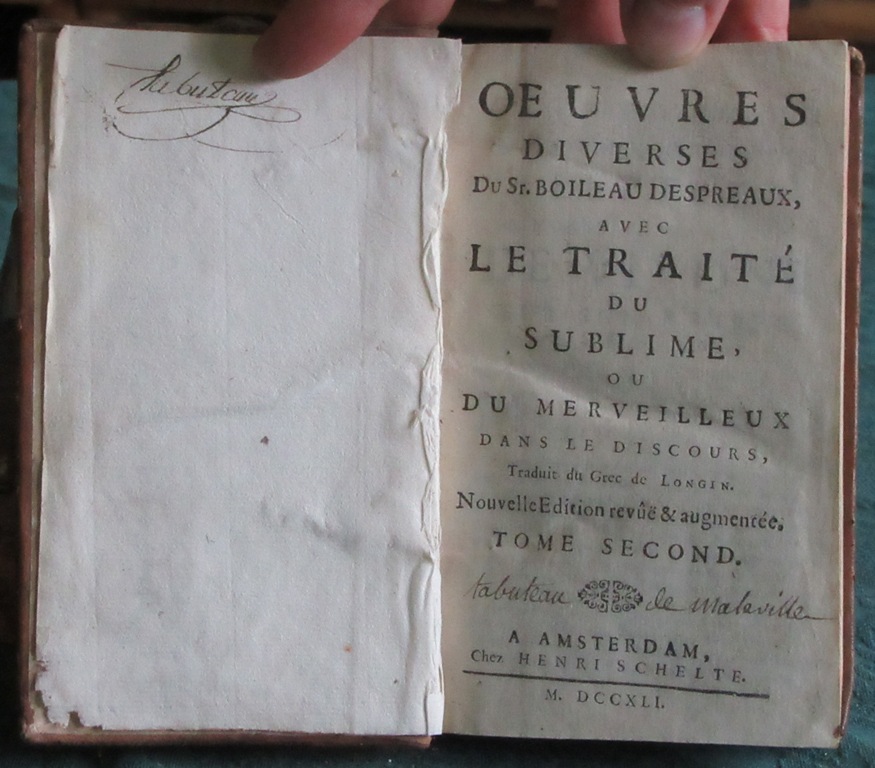 tabuteau
OEUVRES
DIVERSES
DU Sr. BOILEAU DESPREAUX,
AVEC
LE TRAITÉ
DU
SUBLIME,
OU
DU MERVEILLEUX
DANS LE DISCOURS,
Traduit du Grec de LONGIN.
Nouvelle Edition revûë & augmentée.
TOME SECOND.
tabuteau de malaville
A AMSTERDAM,
Chez HENRI SCHELTE.
M. DCCXLI.